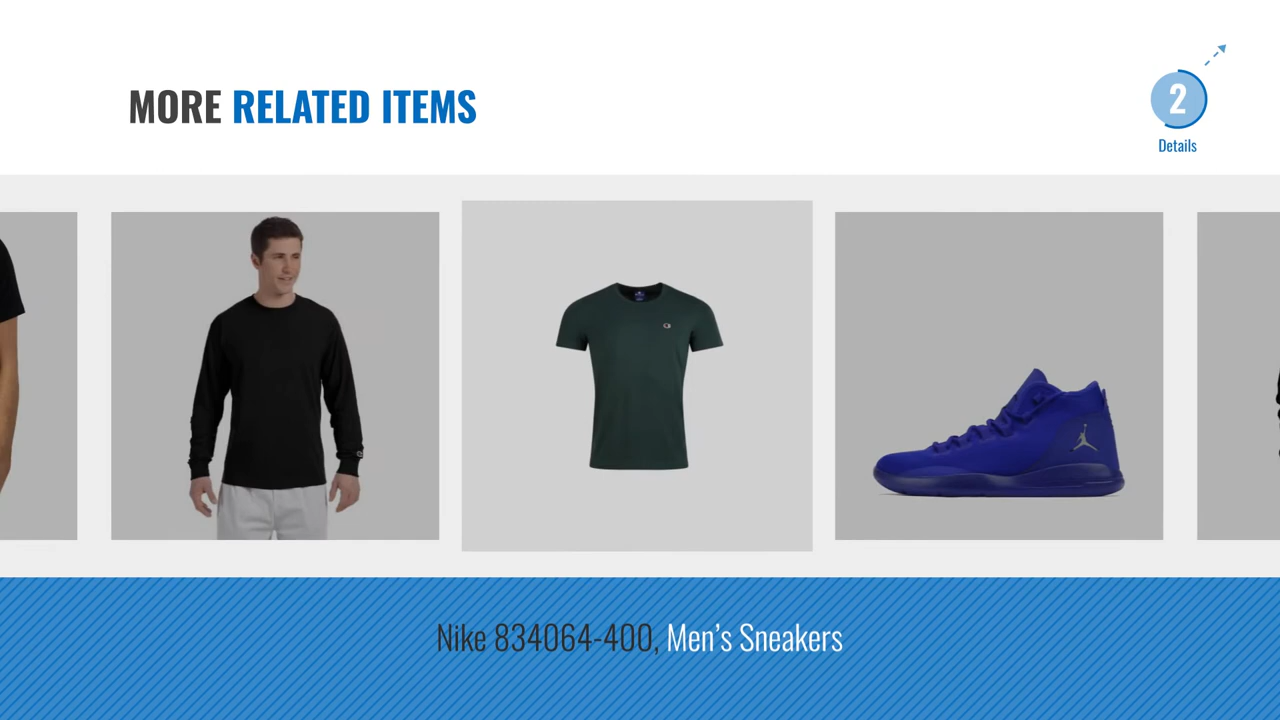 MORE RELATED ITEMS
2
Details
Nike 834064-400, Men’s Sneakers